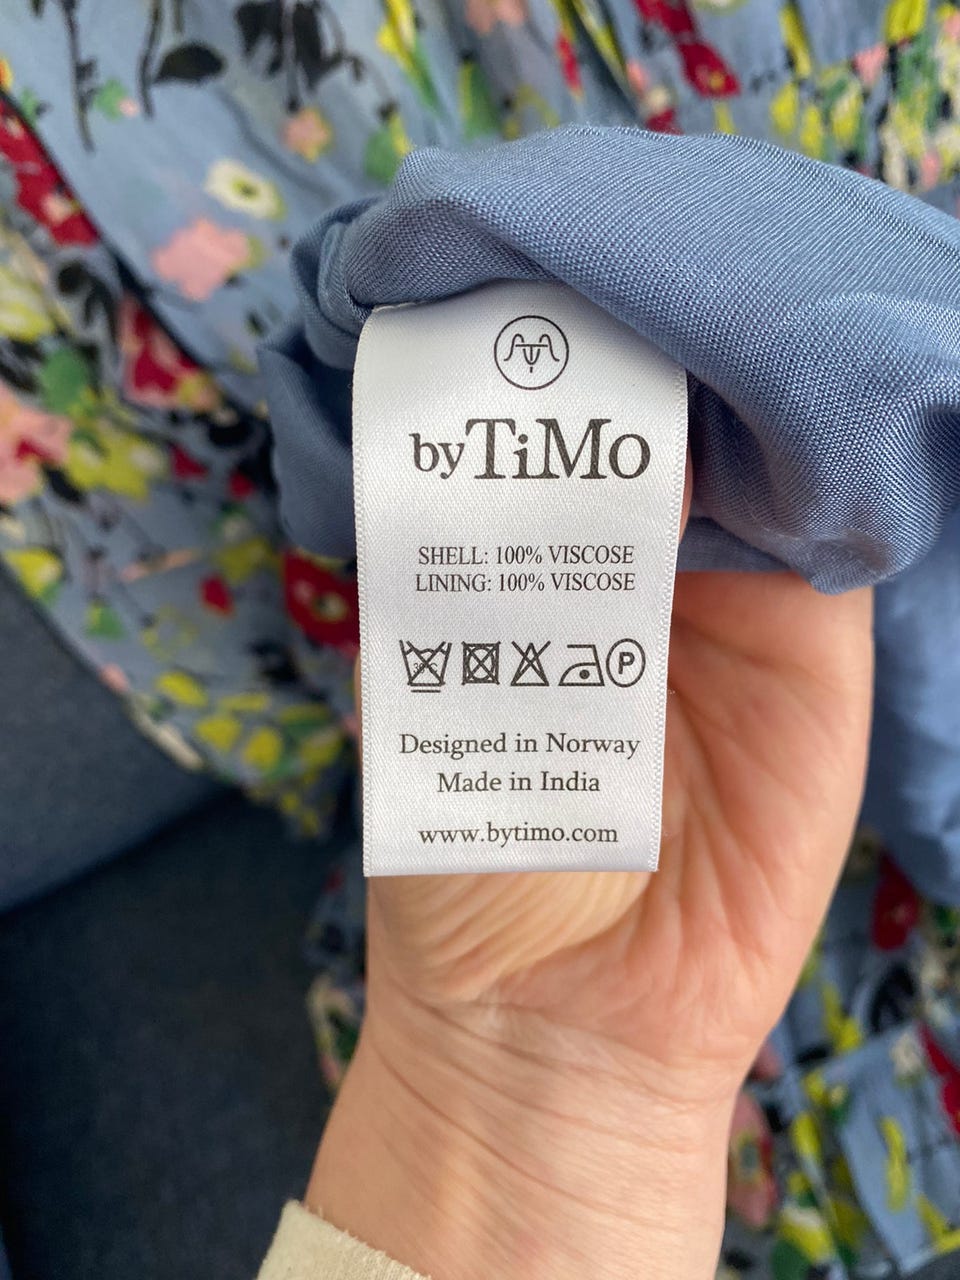 byTiMo
SHELL: 100% VISCOSE
LINING: 100% VISCOSE
P
Designed in Norway
Made in India
www.bytimo.com